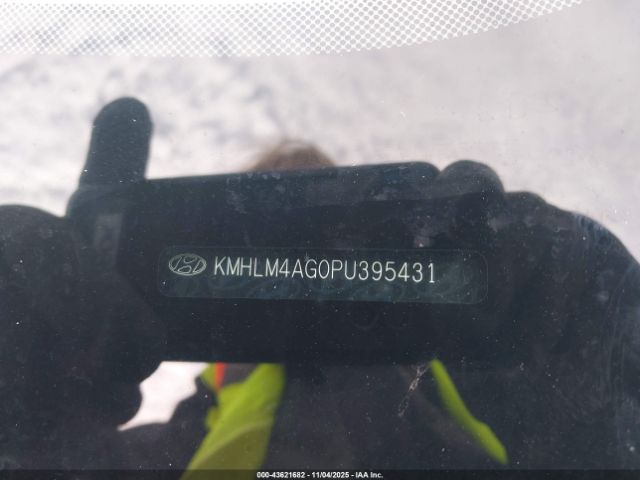 KMHLM4AG0PU395431
000-43621682 - 11/04/2025 - IAA Inc.